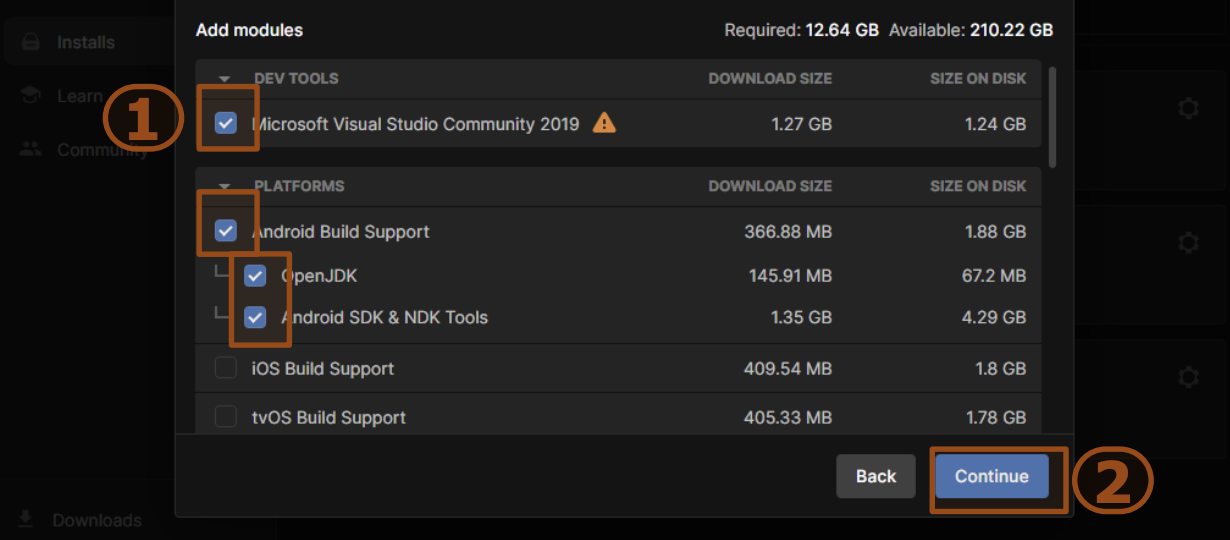 Add modules Required: 12.64 GB Available: 210.22 GB
Installs
DEV TOOLS DOWNLOAD SIZE SIZE ON DISK
Learn
1
Microsoft Visual Studio Community 2019 1.27 GB 1.24 GB
Community
PLATFORMS DOWNLOAD SIZE SIZE ON DISK
Android Build Support 366.88 MB 1.88 GB
OpenJDK 145.91 MB 67.2 MB
Android SDK & NDK Tools 1.35 GB 4.29 GB
iOS Build Support 409.54 MB 1.8 GB
tvOS Build Support 405.33 MB 1.78 GB
Back Continue 2
Downloads